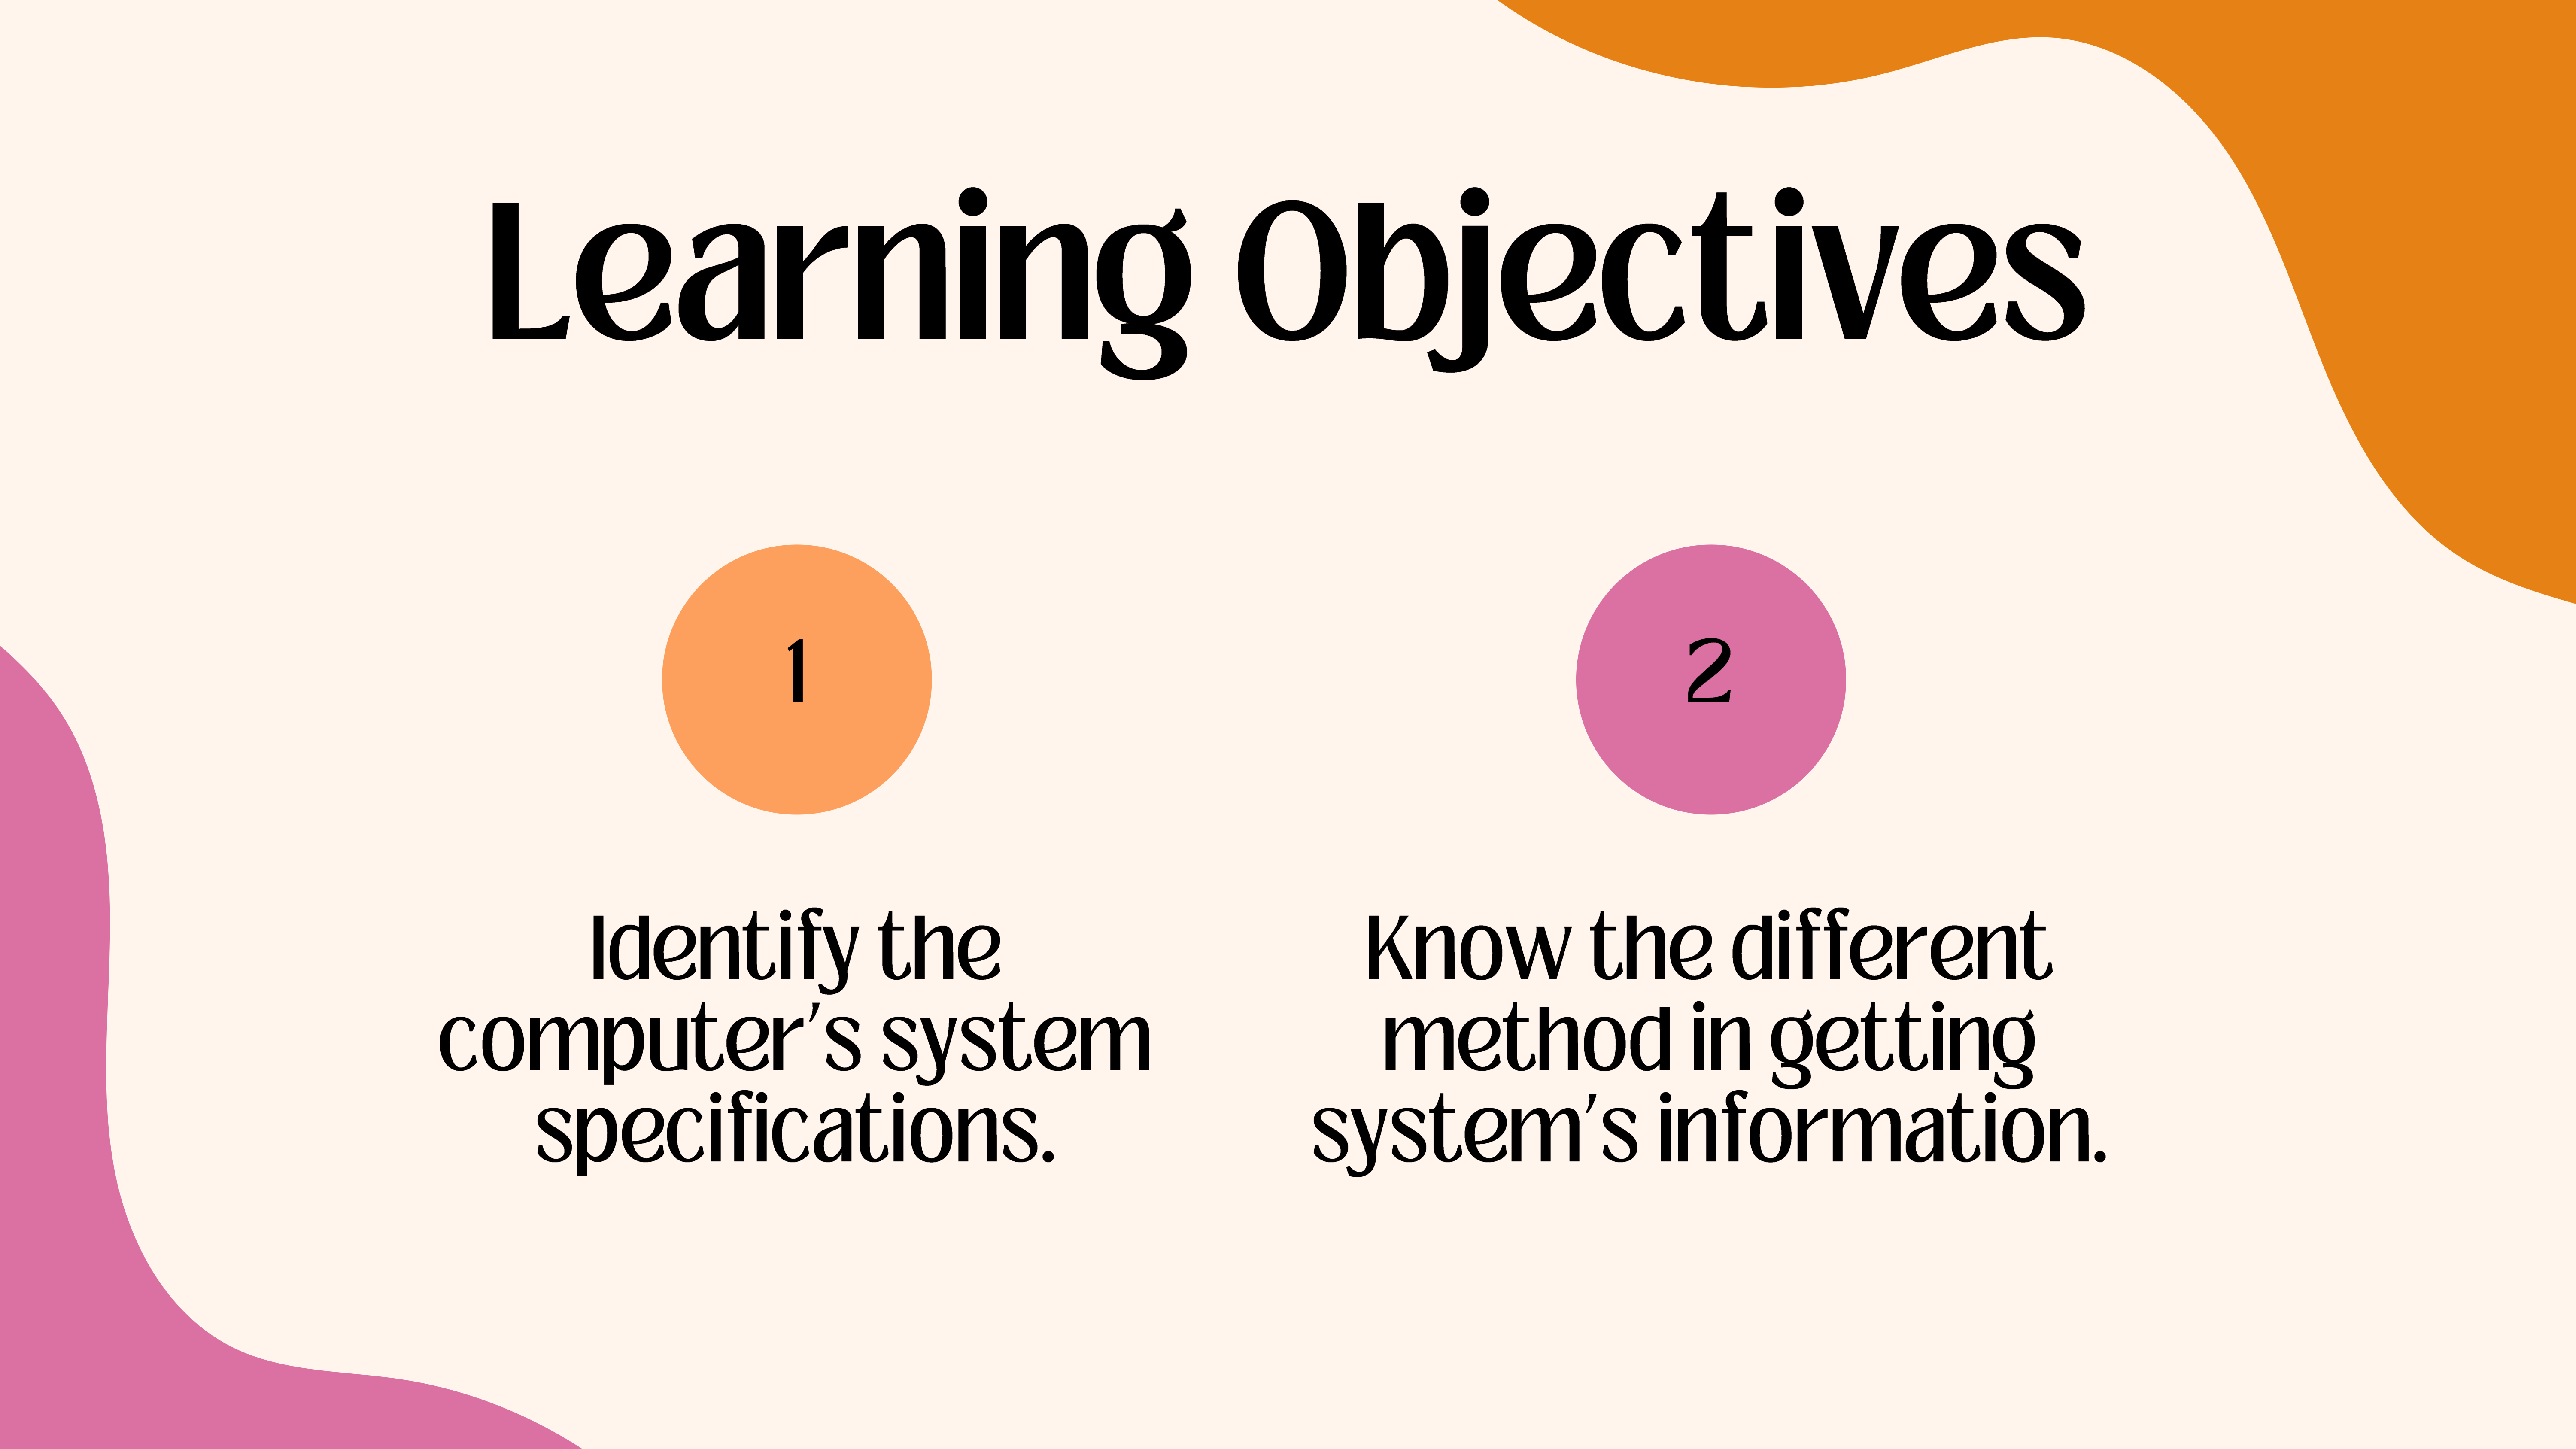 Learning Objectives
1
Identify the
computer's system
specifications.
2
Know the different
method in getting
system's information.